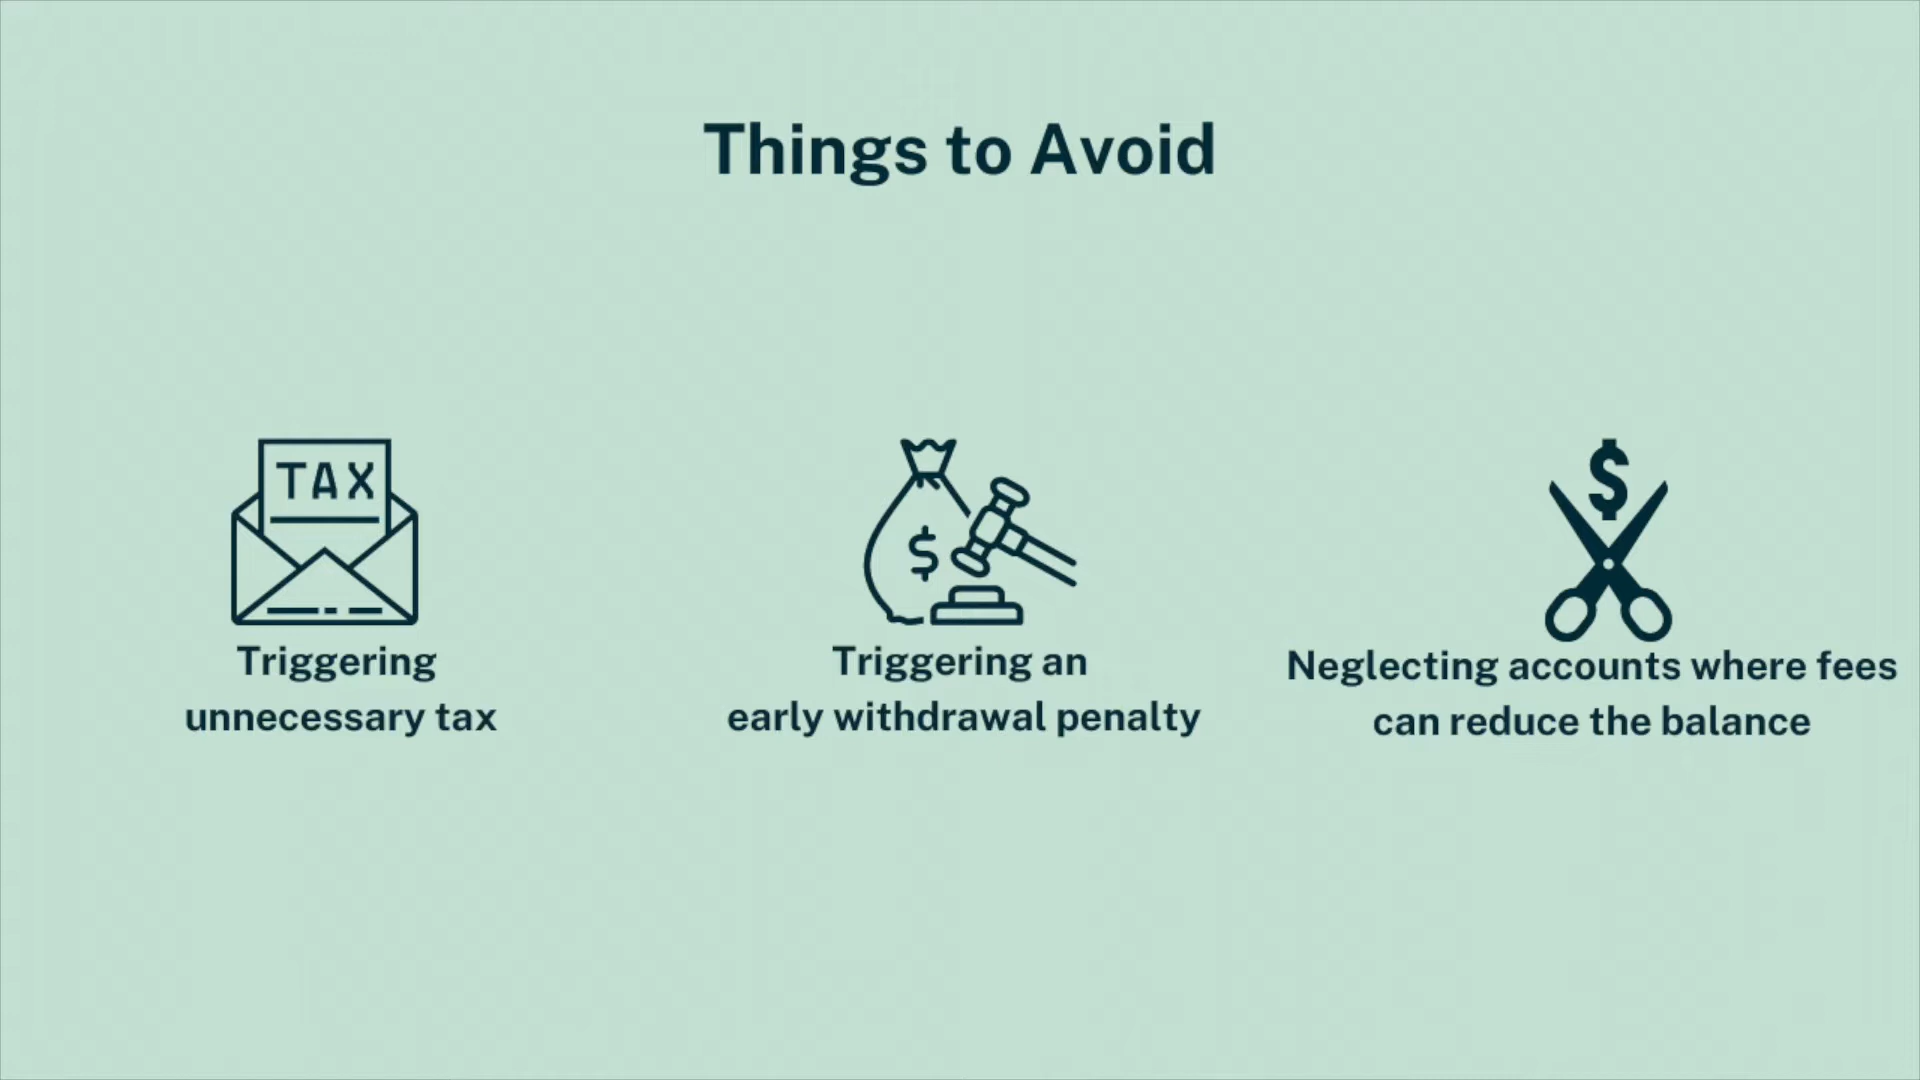 Things to Avoid
TAX
$
$
Triggering
unnecessary tax
Triggering an
early withdrawal penalty
Neglecting accounts where fees
can reduce the balance